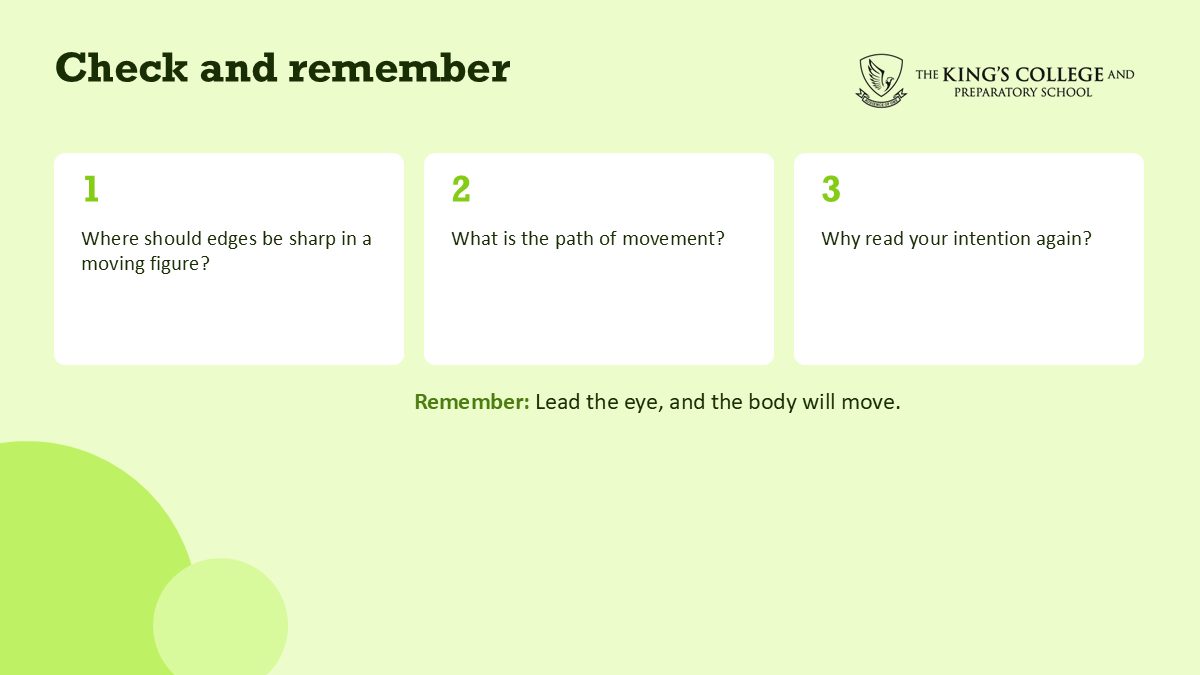 Check and remember
THE KING'S COLLEGE AND
PREPARATORY SCHOOL
1
Where should edges be sharp in a
moving figure?
2
What is the path of movement?
3
Why read your intention again?
Remember: Lead the eye, and the body will move.